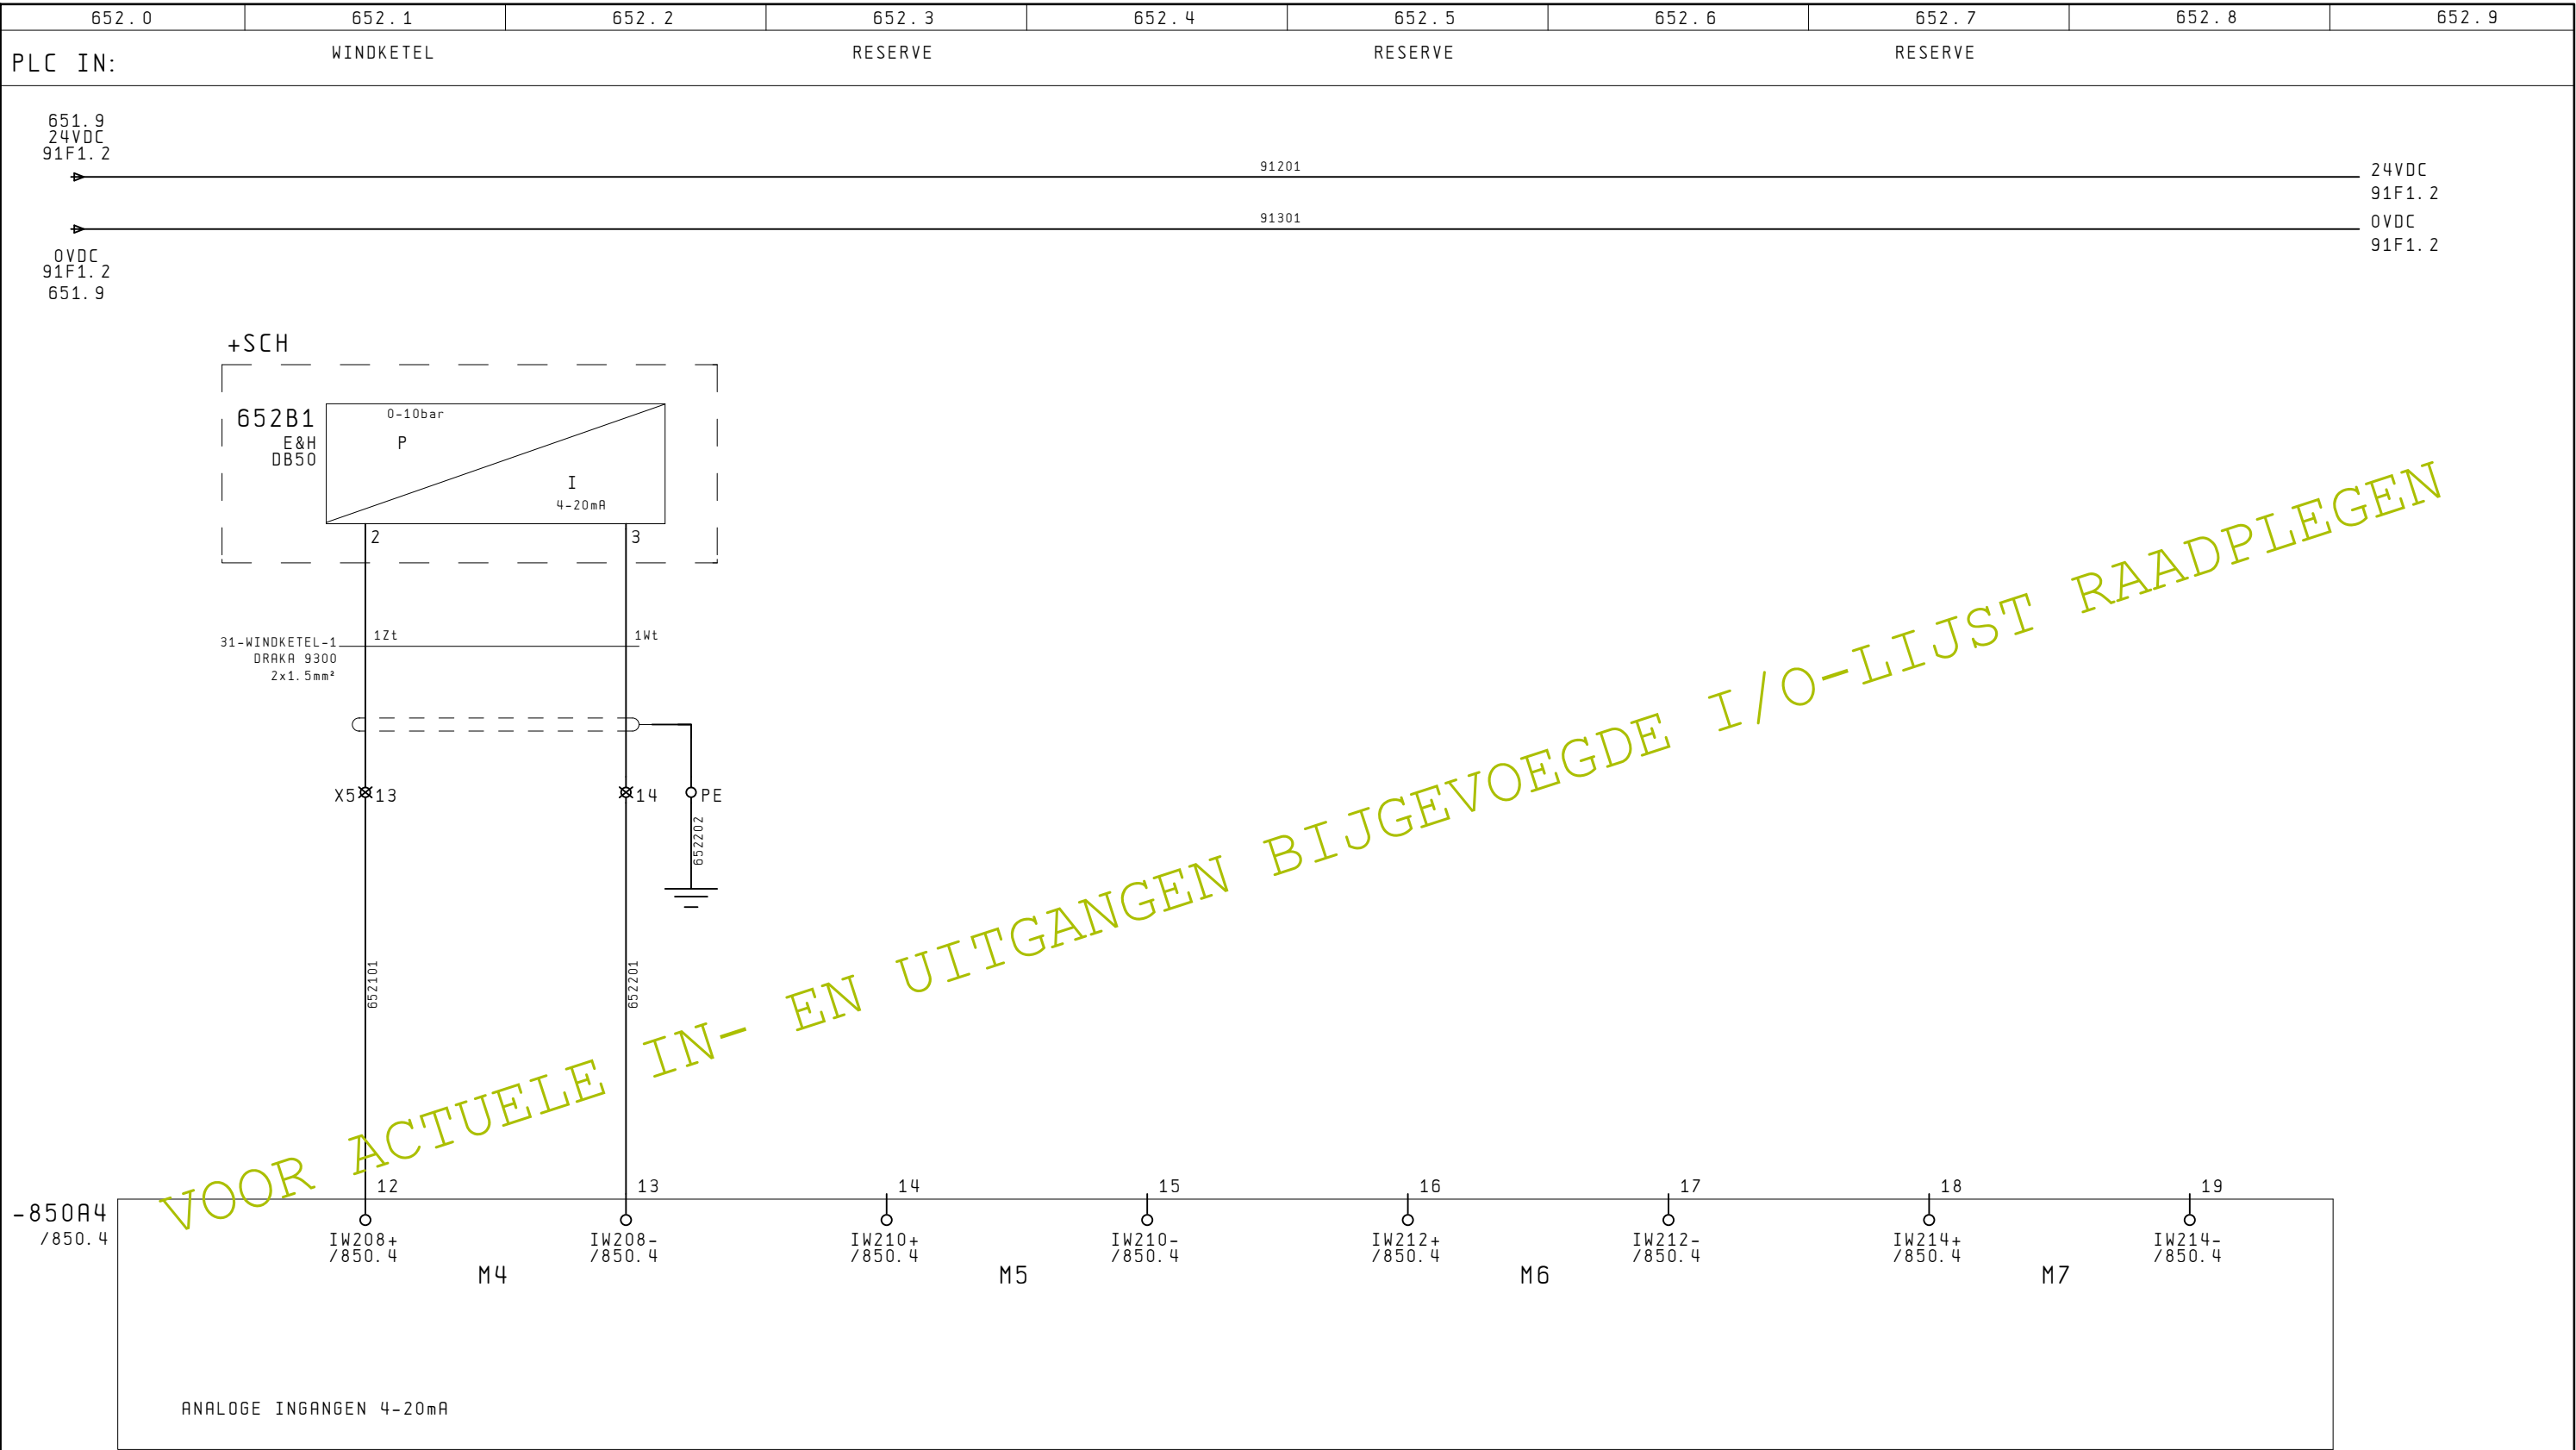 652.0 652.1 652.2 652.3 652.4 652.5 652.6 652.7 652.8 652.9
PLC IN:
WINDKETEL RESERVE RESERVE RESERVE
651.9
24VDC
91F1.2
91201
24VDC
91F1.2
91301
0VDC
91F1.2
0VDC
91F1.2
651.9
+SCH
652B1
E&H
DB50
0-10bar
P
I
4-20mA
2 3
31-WINDKETEL-1
DRAKA 9300
2x1.5mm²
1Zt 1Wt
X5 13 14 PE
652202
652101 652201
VOOR ACTUELE IN- EN UITGANGEN BIJGEVOEGDE I/O-LIJST RAADPLEGEN
12 13 14 15 16 17 18 19
-850A4
/850.4
IW208+ IW208- IW210+ IW210- IW212+ IW212- IW214+ IW214-
/850.4 /850.4 /850.4 /850.4 /850.4 /850.4 /850.4 /850.4
M4 M5 M6 M7
ANALOGE INGANGEN 4-20mA